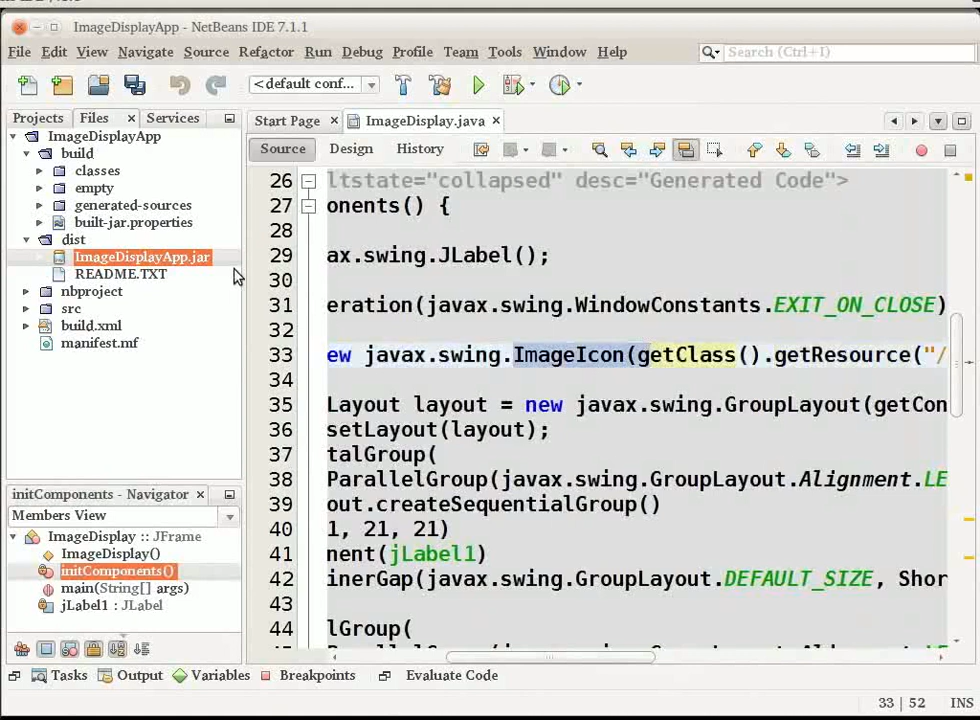 ImageDisplayApp - NetBeans IDE 7.1.1
File Edit View Navigate Source Refactor Run Debug Profile Team Tools Window Help
Search (Ctrl+I)
<default conf...
Projects Files Services
Start Page ImageDisplay.java
Source Design History
ImageDisplayApp
build
classes
empty
generated-sources
built-jar.properties
dist
ImageDisplayApp.jar
README.TXT
nbproject
src
build.xml
manifest.mf
26 ltstate="collapsed" desc="Generated Code">
27 onents() {
28
29 ax.swing.JLabel();
30
31 eration(javax.swing.WindowConstants.EXIT_ON_CLOSE)
32
33 ew javax.swing.ImageIcon(getClass().getResource("/
34
35 Layout layout = new javax.swing.GroupLayout(getCon
36 setLayout(layout);
37 talGroup(
38 ParallelGroup(javax.swing.GroupLayout.Alignment.LE
39 out.createSequentialGroup()
40 1, 21, 21)
41 nent(jLabel1)
42 inerGap(javax.swing.GroupLayout.DEFAULT_SIZE, Shor
43
44 lGroup(
initComponents - Navigator
Members View
ImageDisplay :: JFrame
ImageDisplay()
initComponents()
main(String[] args)
jLabel1 : JLabel
Tasks Output Variables Breakpoints Evaluate Code
33 | 52 INS